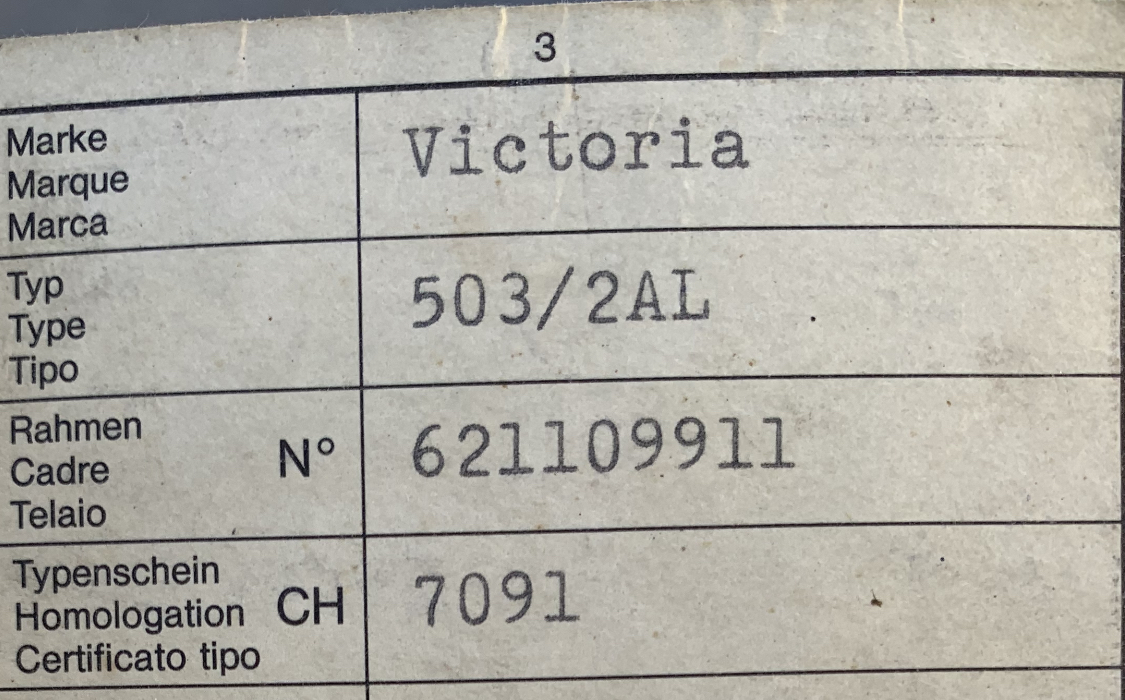 3
Marke
Marque
Marca
Victoria
Typ
Type
Tipo
503/2AL
Rahmen
Cadre
Telaio
N°
621109911
Typenschein
Homologation
Certificato tipo
CH
7091